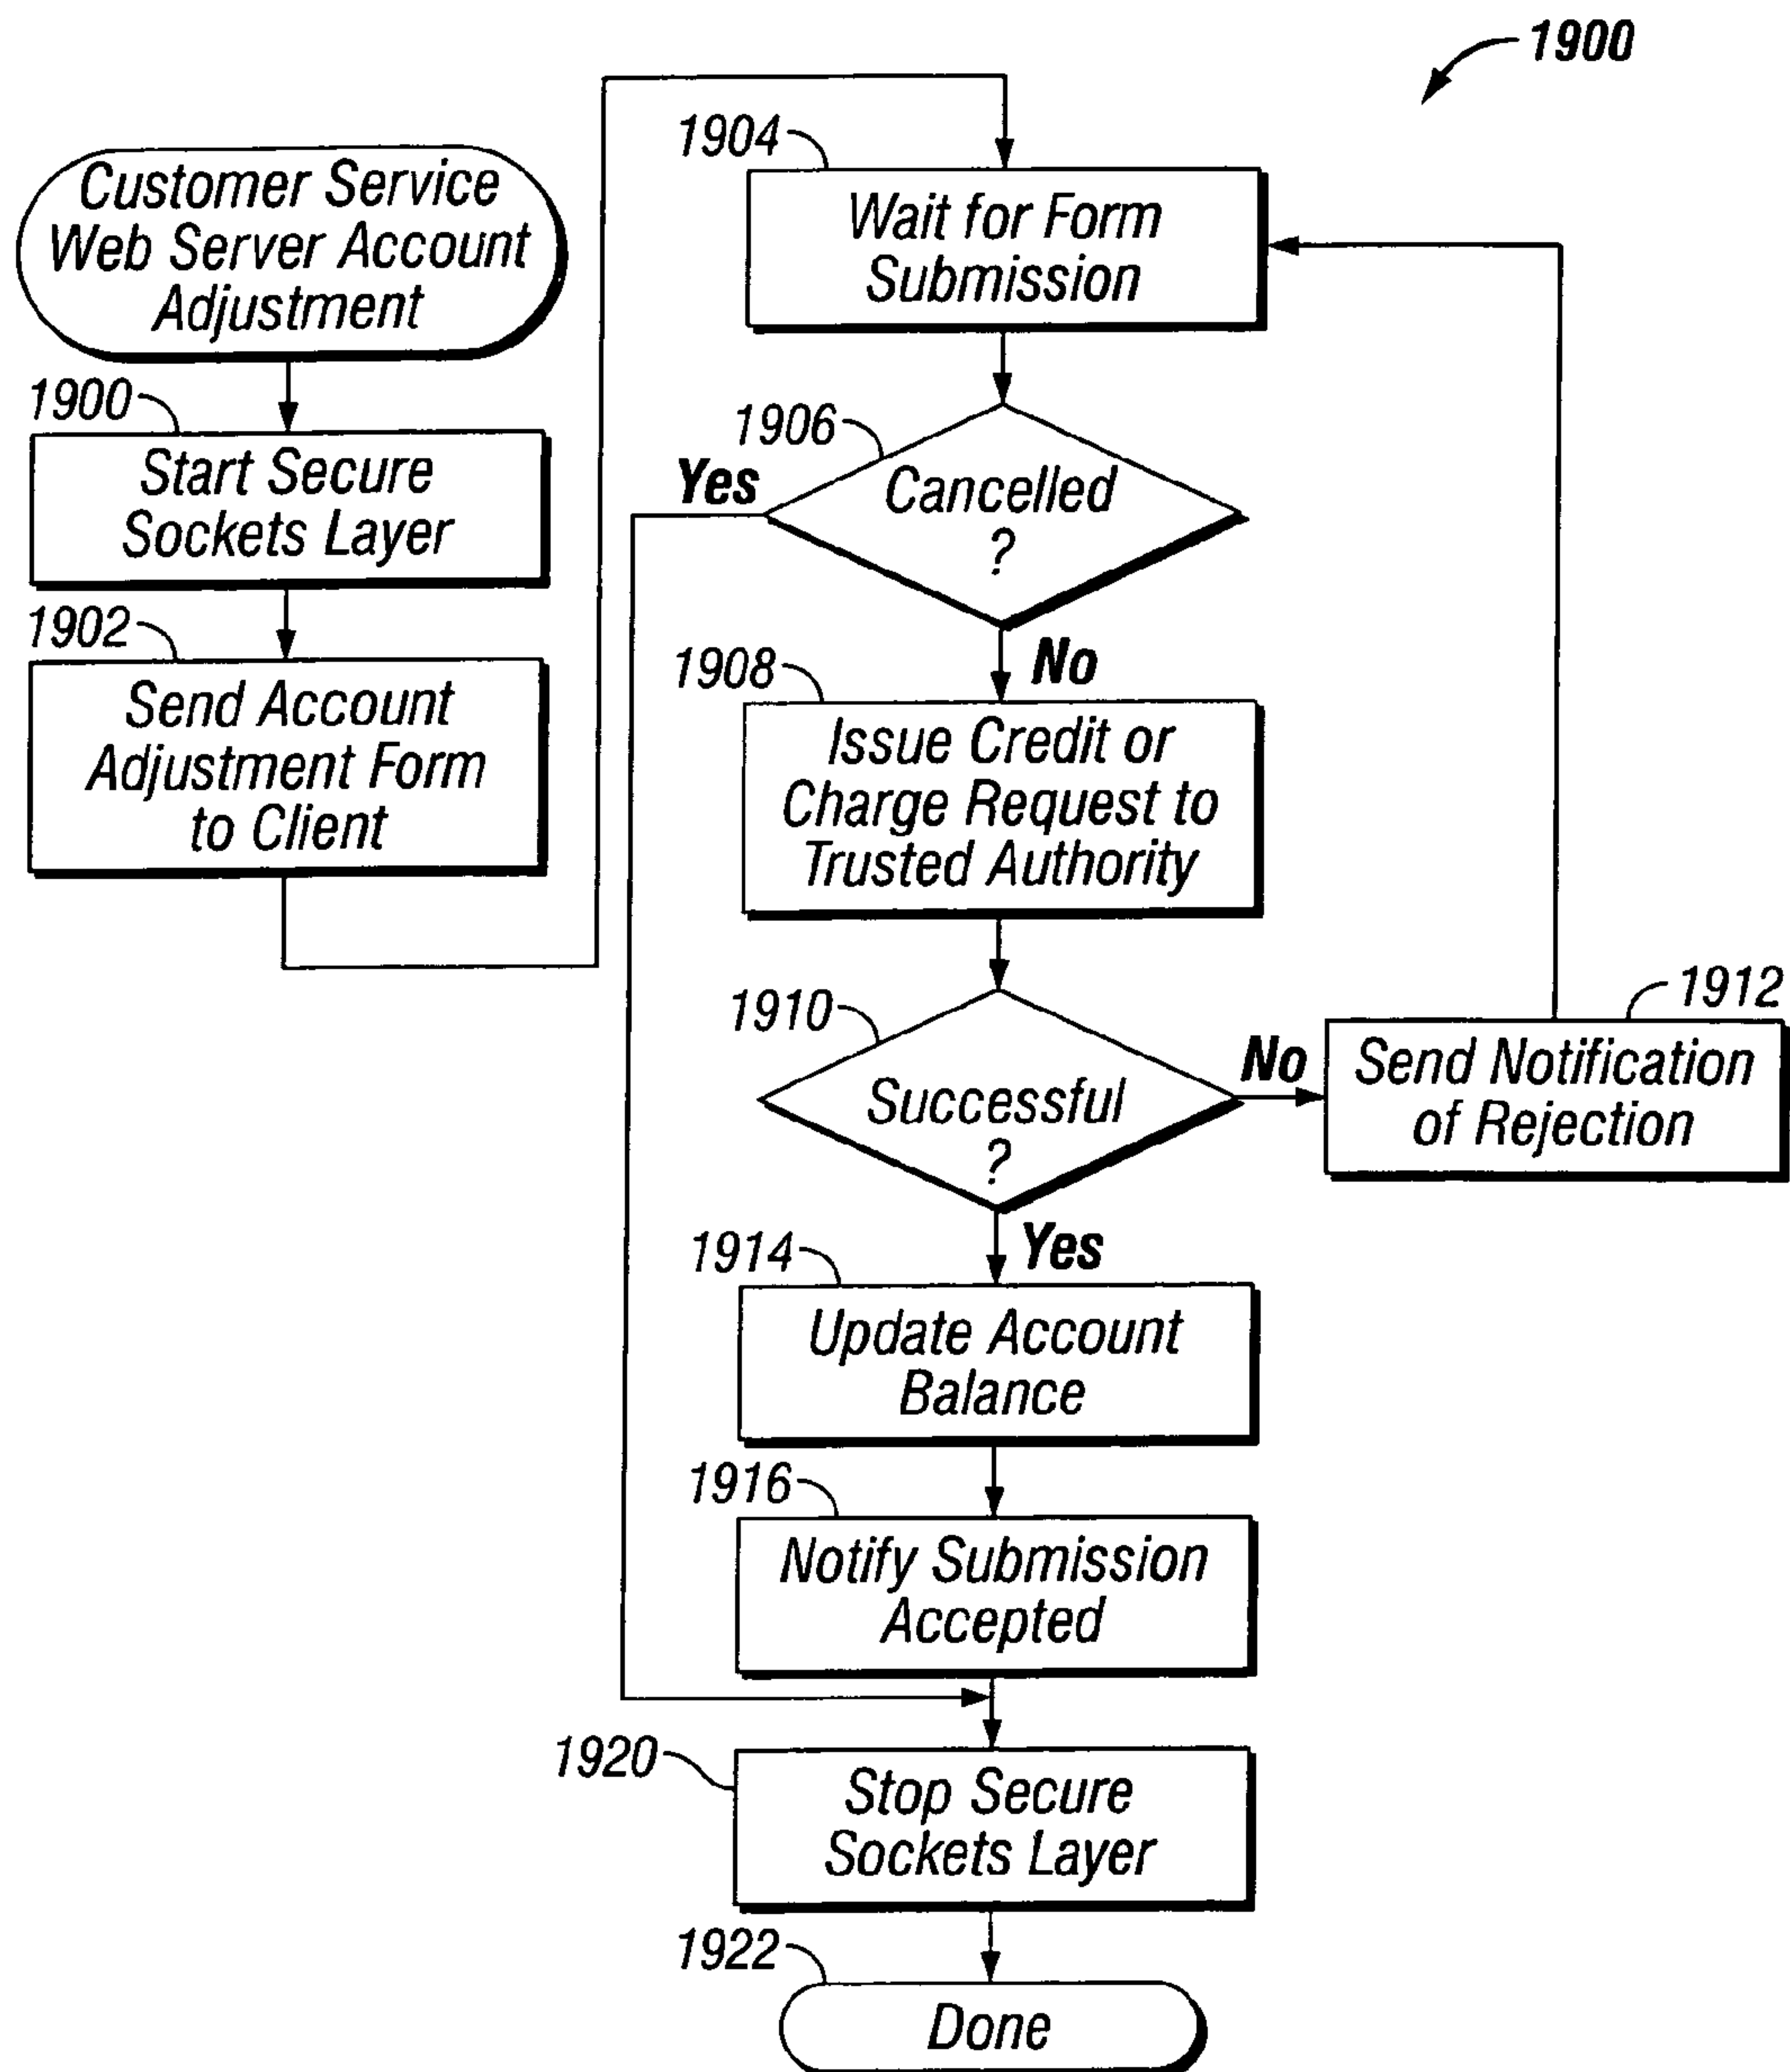 1900
Customer Service
Web Server Account
Adjustment
1900
Start Secure
Sockets Layer
1902
Send Account
Adjustment Form
to Client
1904
Wait for Form
Submission
1906
Cancelled
?
Yes
No
1908
Issue Credit or
Charge Request to
Trusted Authority
1910
Successful
?
No
1912
Send Notification
of Rejection
Yes
1914
Update Account
Balance
1916
Notify Submission
Accepted
1920
Stop Secure
Sockets Layer
1922
Done